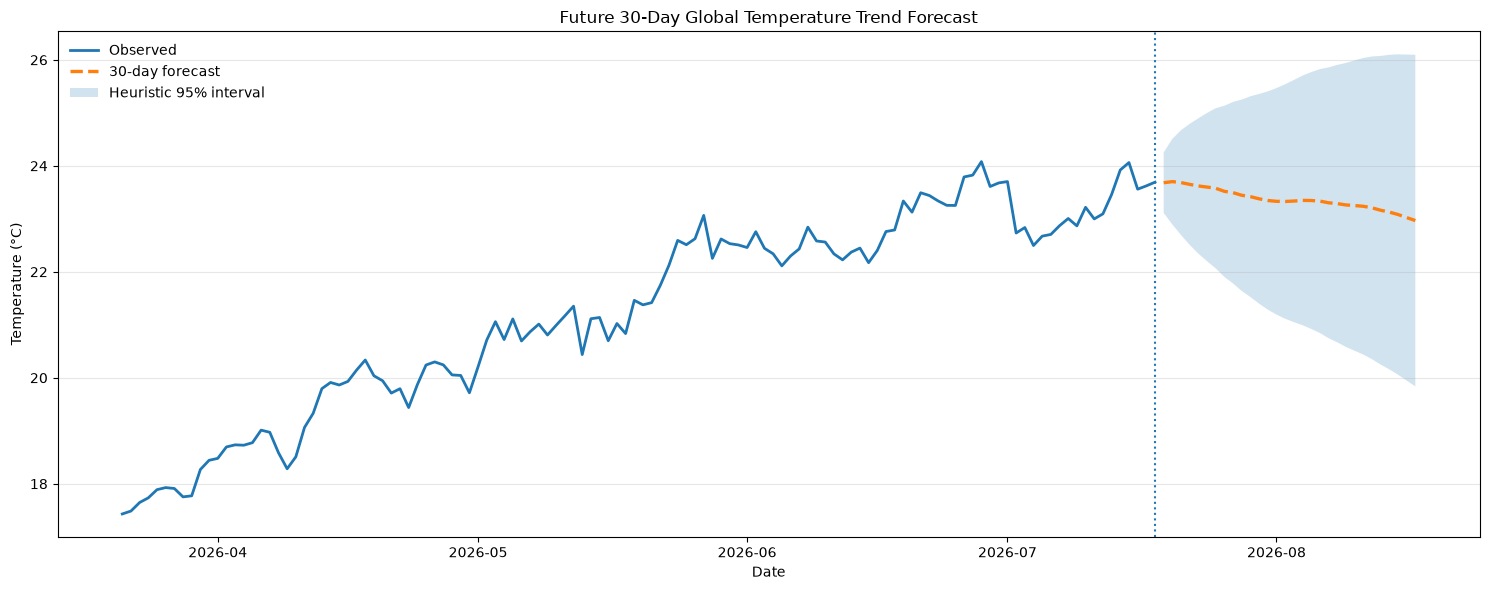 Future 30-Day Global Temperature Trend Forecast
Observed
30-day forecast
Heuristic 95% interval
Temperature (°C)
26
24
22
20
18
2026-04
2026-05
2026-06
2026-07
2026-08
Date